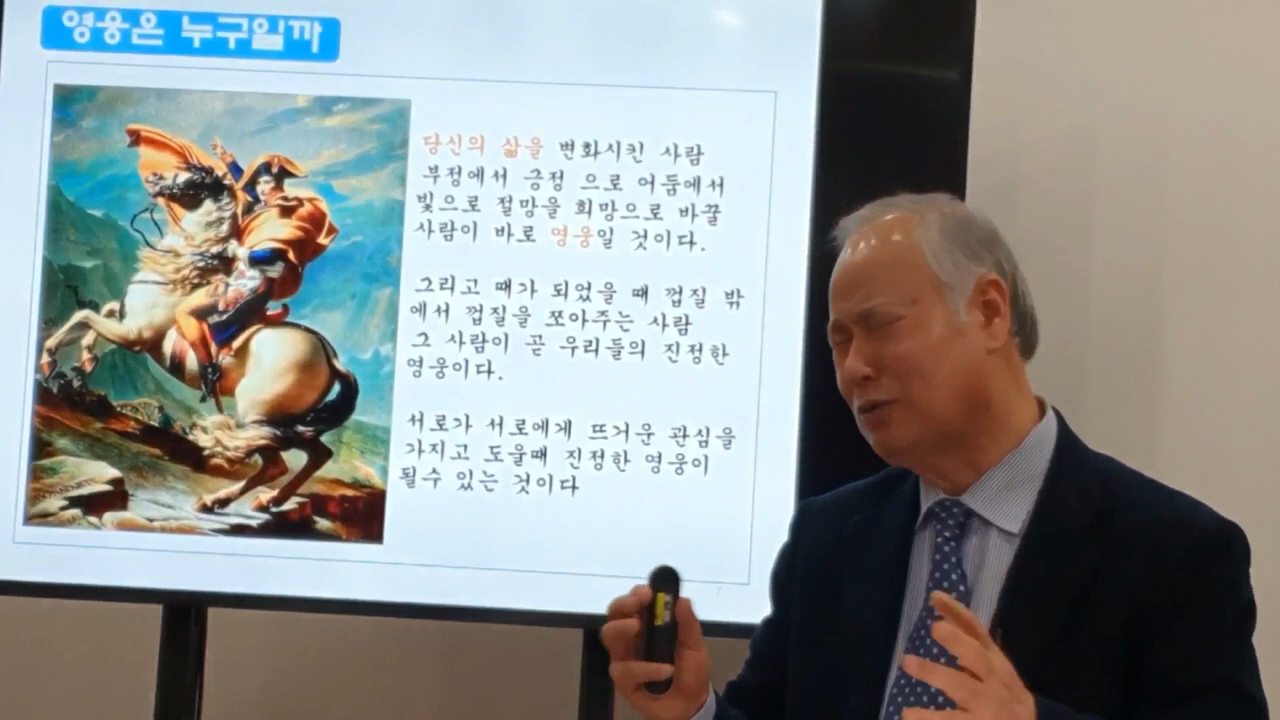 영웅은 누구일까
당신의 삶을 변화시킨 사람
부정에서 긍정 으로 어둠에서
빛으로 절망을 희망으로 바꿀
사람이 바로 영웅일 것이다.
그리고 때가 되었을 때 껍질 밖
에서 껍질을 쪼아주는 사람
그 사람이 곧 우리들의 진정한
영웅이다.
서로가 서로에게 뜨거운 관심을
가지고 도울때 진정한 영웅이
될수 있는 것이다